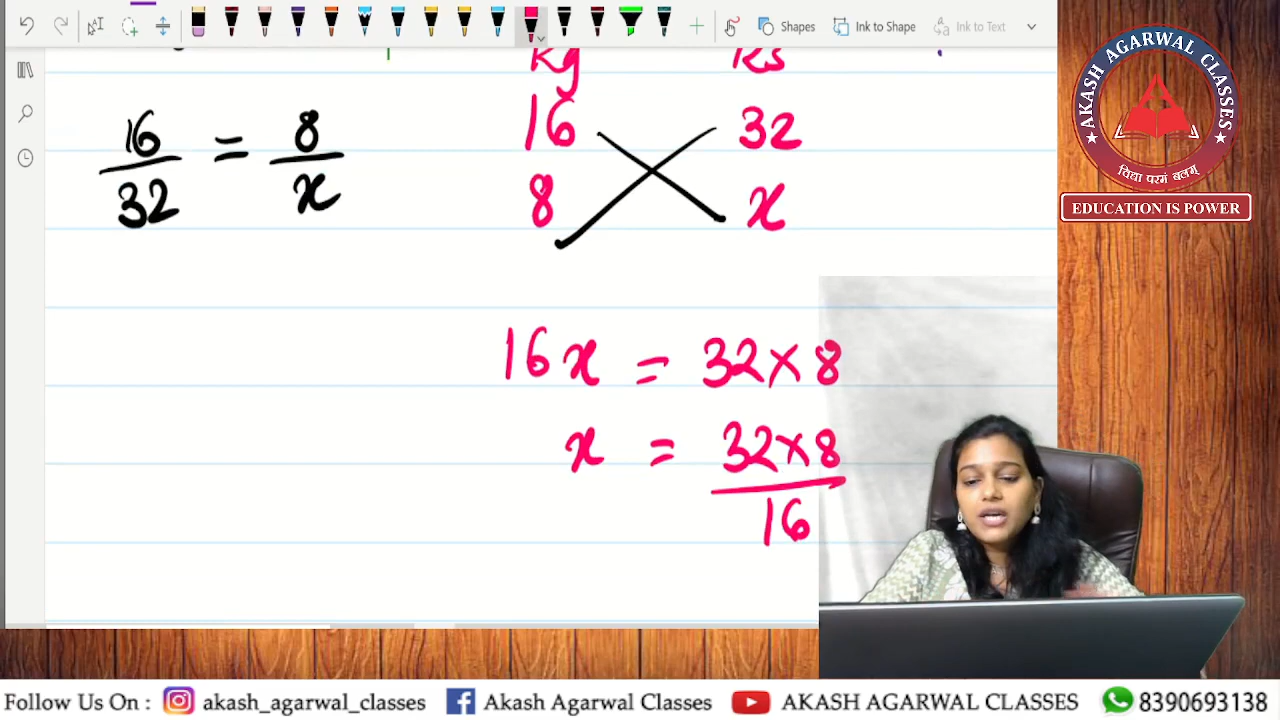 Shapes
Ink to Shape
Ink to Text
kg Rs
16 32
8 x
16/32 = 8/x
16x = 32×8
x = 32×8/16
AKASH AGARWAL CLASSES
विद्या परमं बलम्
EDUCATION IS POWER
Follow Us On : akash_agarwal_classes Akash Agarwal Classes AKASH AGARWAL CLASSES 8390693138